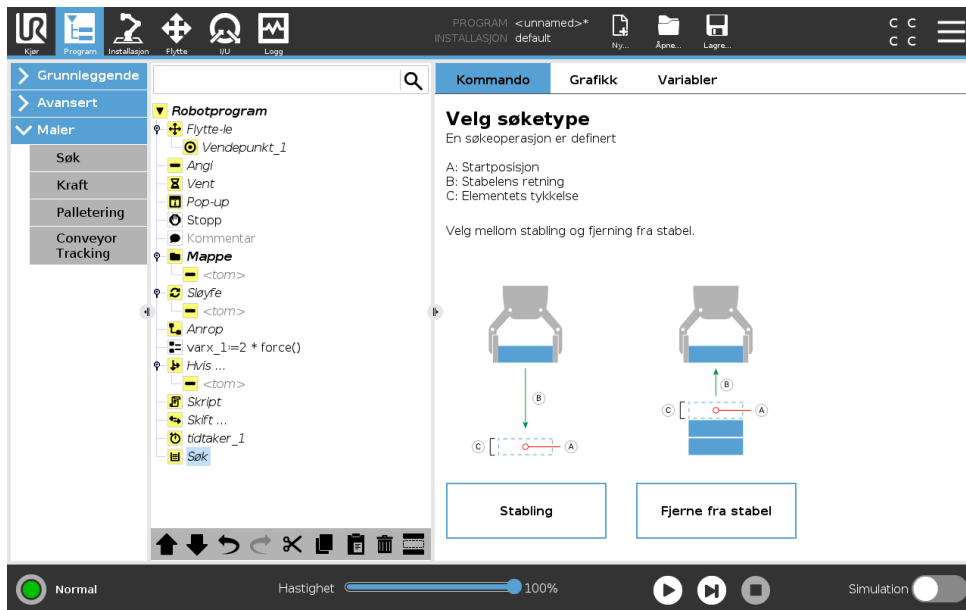 UR
PROGRAM <unnamed>*
INSTALLASJON default
Kjør
Program
Installasjon
Flytte
I/U
Logg
Ny...
Åpne...
Lagre...
C C
C C
Grunnleggende
Avansert
Maler
Søk
Kraft
Palletering
Conveyor
Tracking
Robotprogram
Flytte-le
Vendepunkt_1
Angi
Vent
Pop-up
Stopp
Kommentar
Mappe
<tom>
Sløyfe
<tom>
Anrop
varx_1:=2 * force()
Hvis ...
<tom>
Skript
Skift ...
tidtaker_1
Søk
Kommando
Grafikk
Variabler
Velg søketype
En søkeoperasjon er definert
A: Startposisjon
B: Stabelens retning
C: Elementets tykkelse
Velg mellom stabling og fjerning fra stabel.
B
C
A
B
C
A
Stabling
Fjerne fra stabel
Normal
Hastighet
100%
Simulation